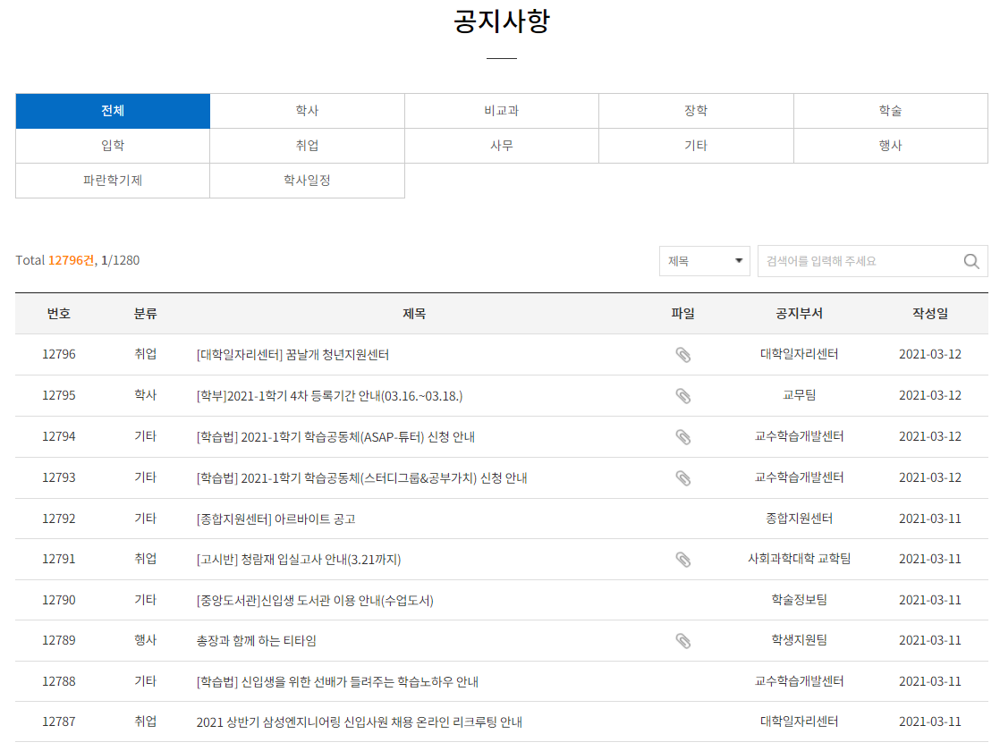 공지사항
전체 학사 비교과 장학 학술
입학 취업 사무 기타 행사
파란학기제 학사일정
Total 12796건, 1/1280 제목 검색어를 입력해 주세요
번호 분류 제목 파일 공지부서 작성일
12796 취업 [대학일자리센터] 꿈날개 청년지원센터 대학일자리센터 2021-03-12
12795 학사 [학부]2021-1학기 4차 등록기간 안내(03.16.~03.18.) 교무팀 2021-03-12
12794 기타 [학습법] 2021-1학기 학습공동체(ASAP-튜터) 신청 안내 교수학습개발센터 2021-03-12
12793 기타 [학습법] 2021-1학기 학습공동체(스터디그룹&공부가치) 신청 안내 교수학습개발센터 2021-03-12
12792 기타 [종합지원센터] 아르바이트 공고 종합지원센터 2021-03-11
12791 취업 [고시반] 청람재 입실고사 안내(3.21까지) 사회과학대학 교학팀 2021-03-11
12790 기타 [중앙도서관]신입생 도서관 이용 안내(수업도서) 학술정보팀 2021-03-11
12789 행사 총장과 함께 하는 티타임 학생지원팀 2021-03-11
12788 기타 [학습법] 신입생을 위한 선배가 들려주는 학습노하우 안내 교수학습개발센터 2021-03-11
12787 취업 2021 상반기 삼성엔지니어링 신입사원 채용 온라인 리크루팅 안내 대학일자리센터 2021-03-11